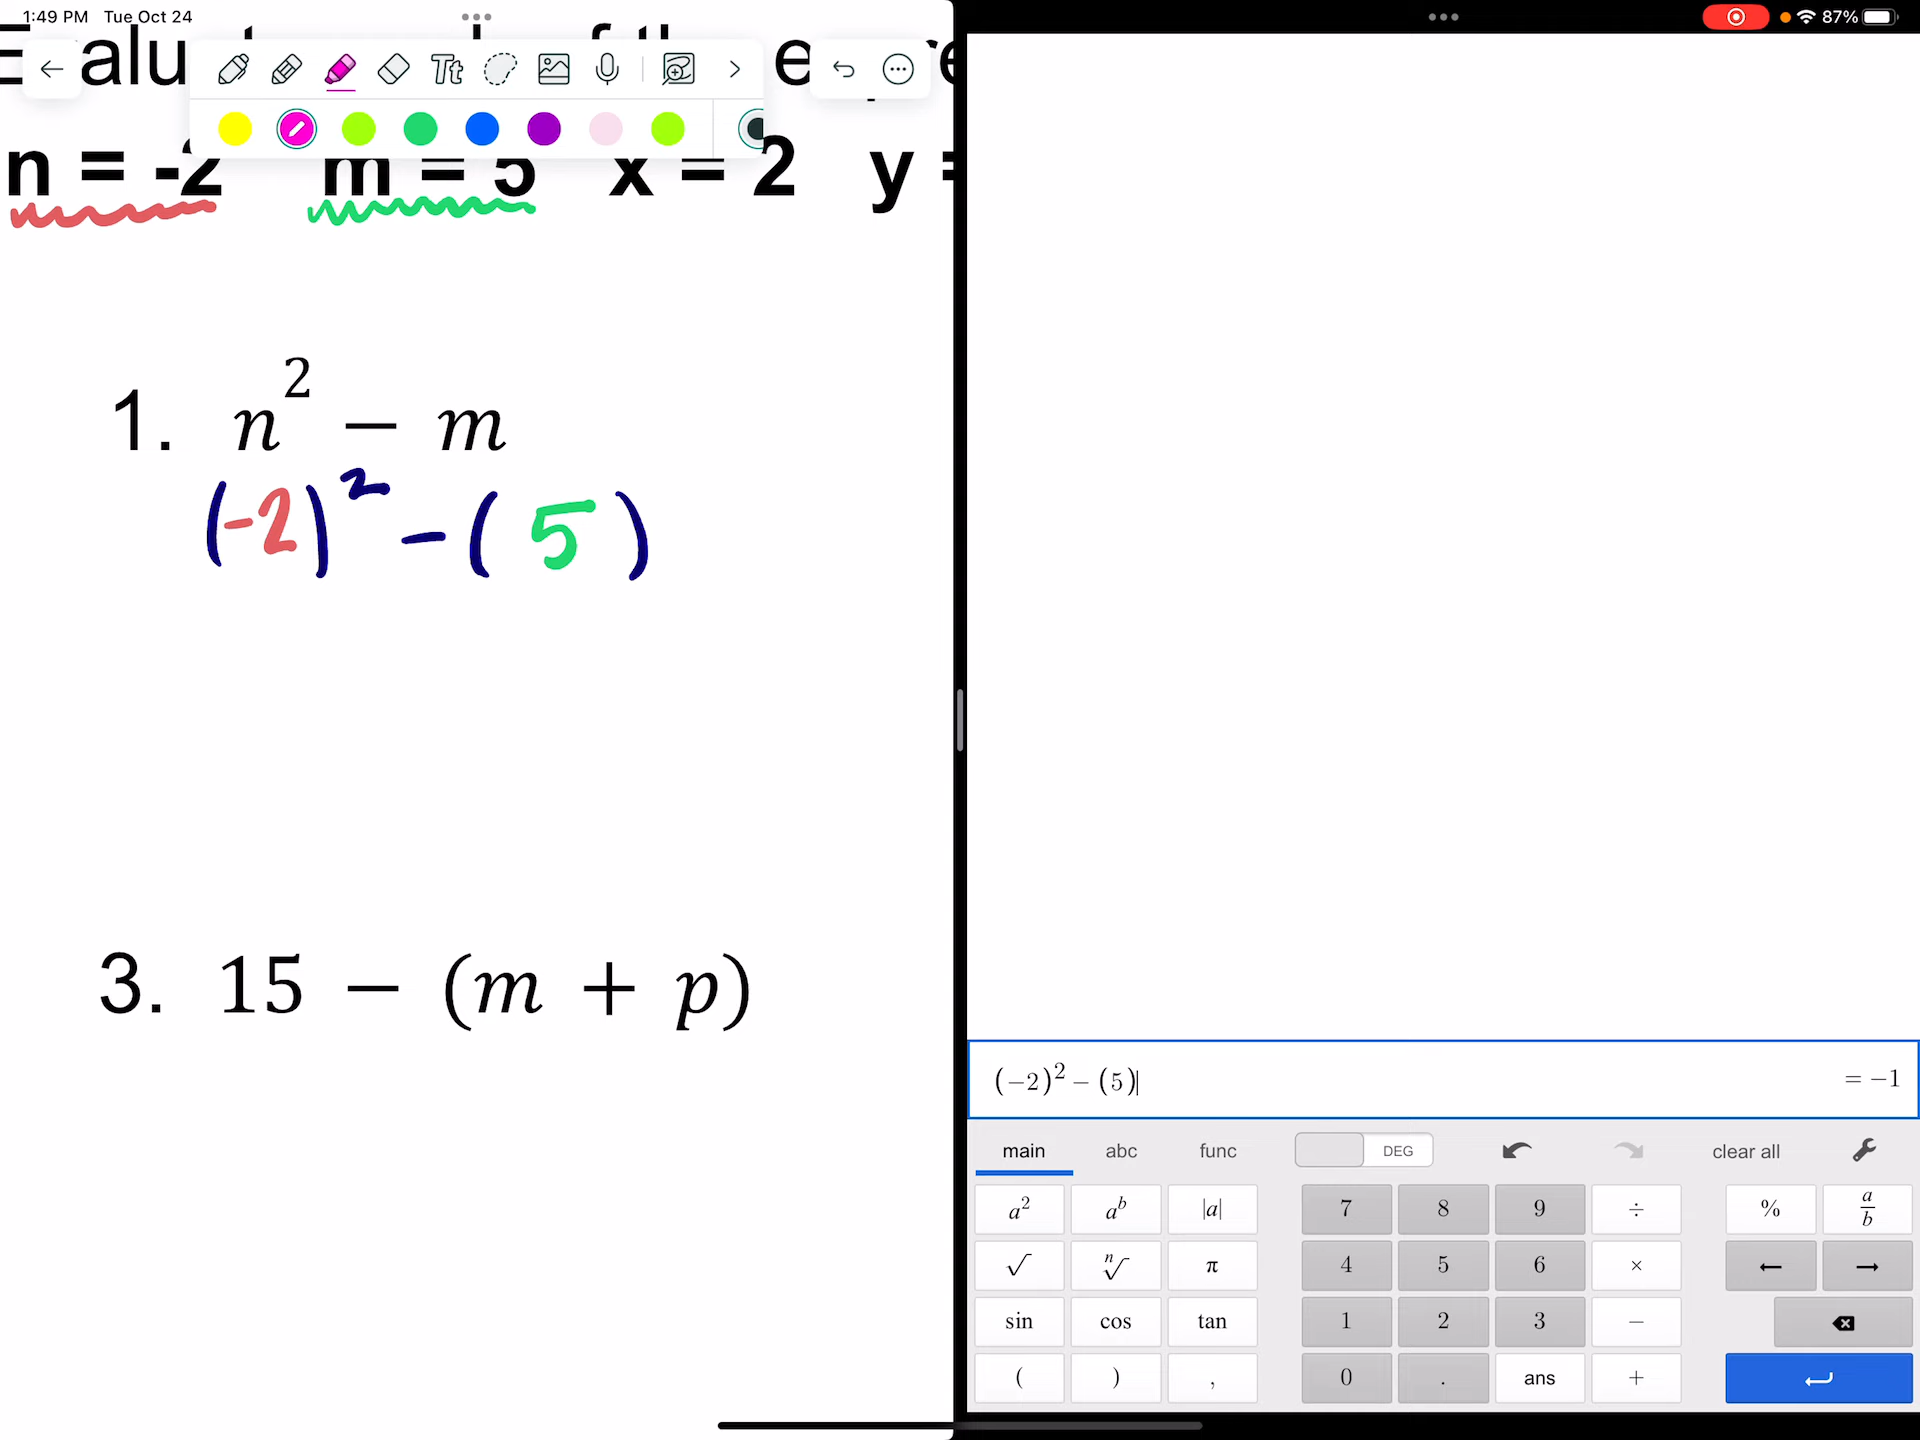 1:49 PM Tue Oct 24
87%
Tt
n = -2 m = 5 x = 2 y =
1. n² − m
(-2)² - ( 5 )
3. 15 − (m + p)
(−2)² − (5) = −1
main abc func DEG clear all
a² aᵇ |a| 7 8 9 ÷ % a/b
√ ⁿ√ π 4 5 6 × ← →
sin cos tan 1 2 3 −
( ) , 0 . ans +